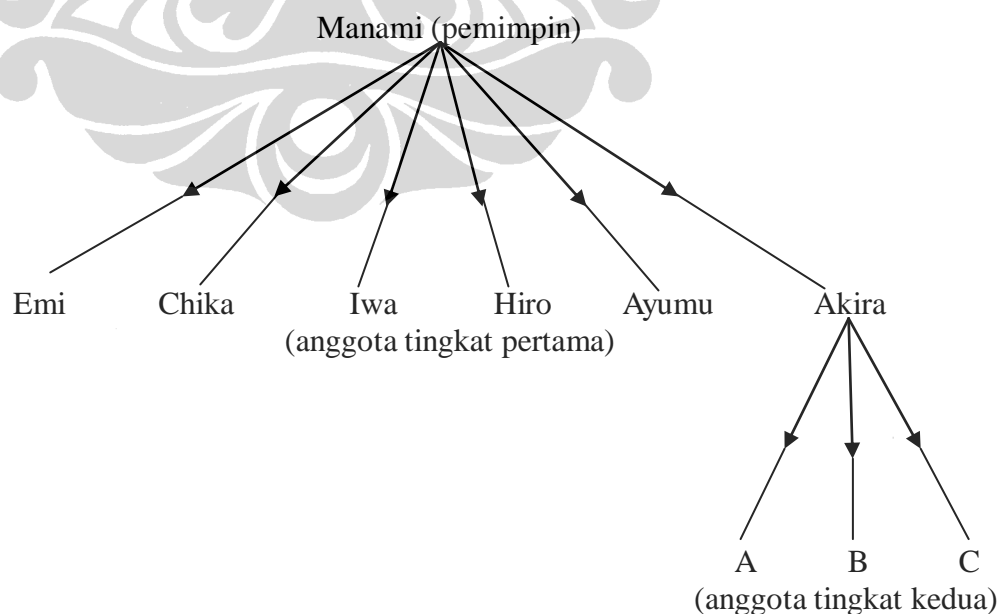 Manami (pemimpin)
Emi Chika Iwa Hiro Ayumu Akira
(anggota tingkat pertama)
A B C
(anggota tingkat kedua)